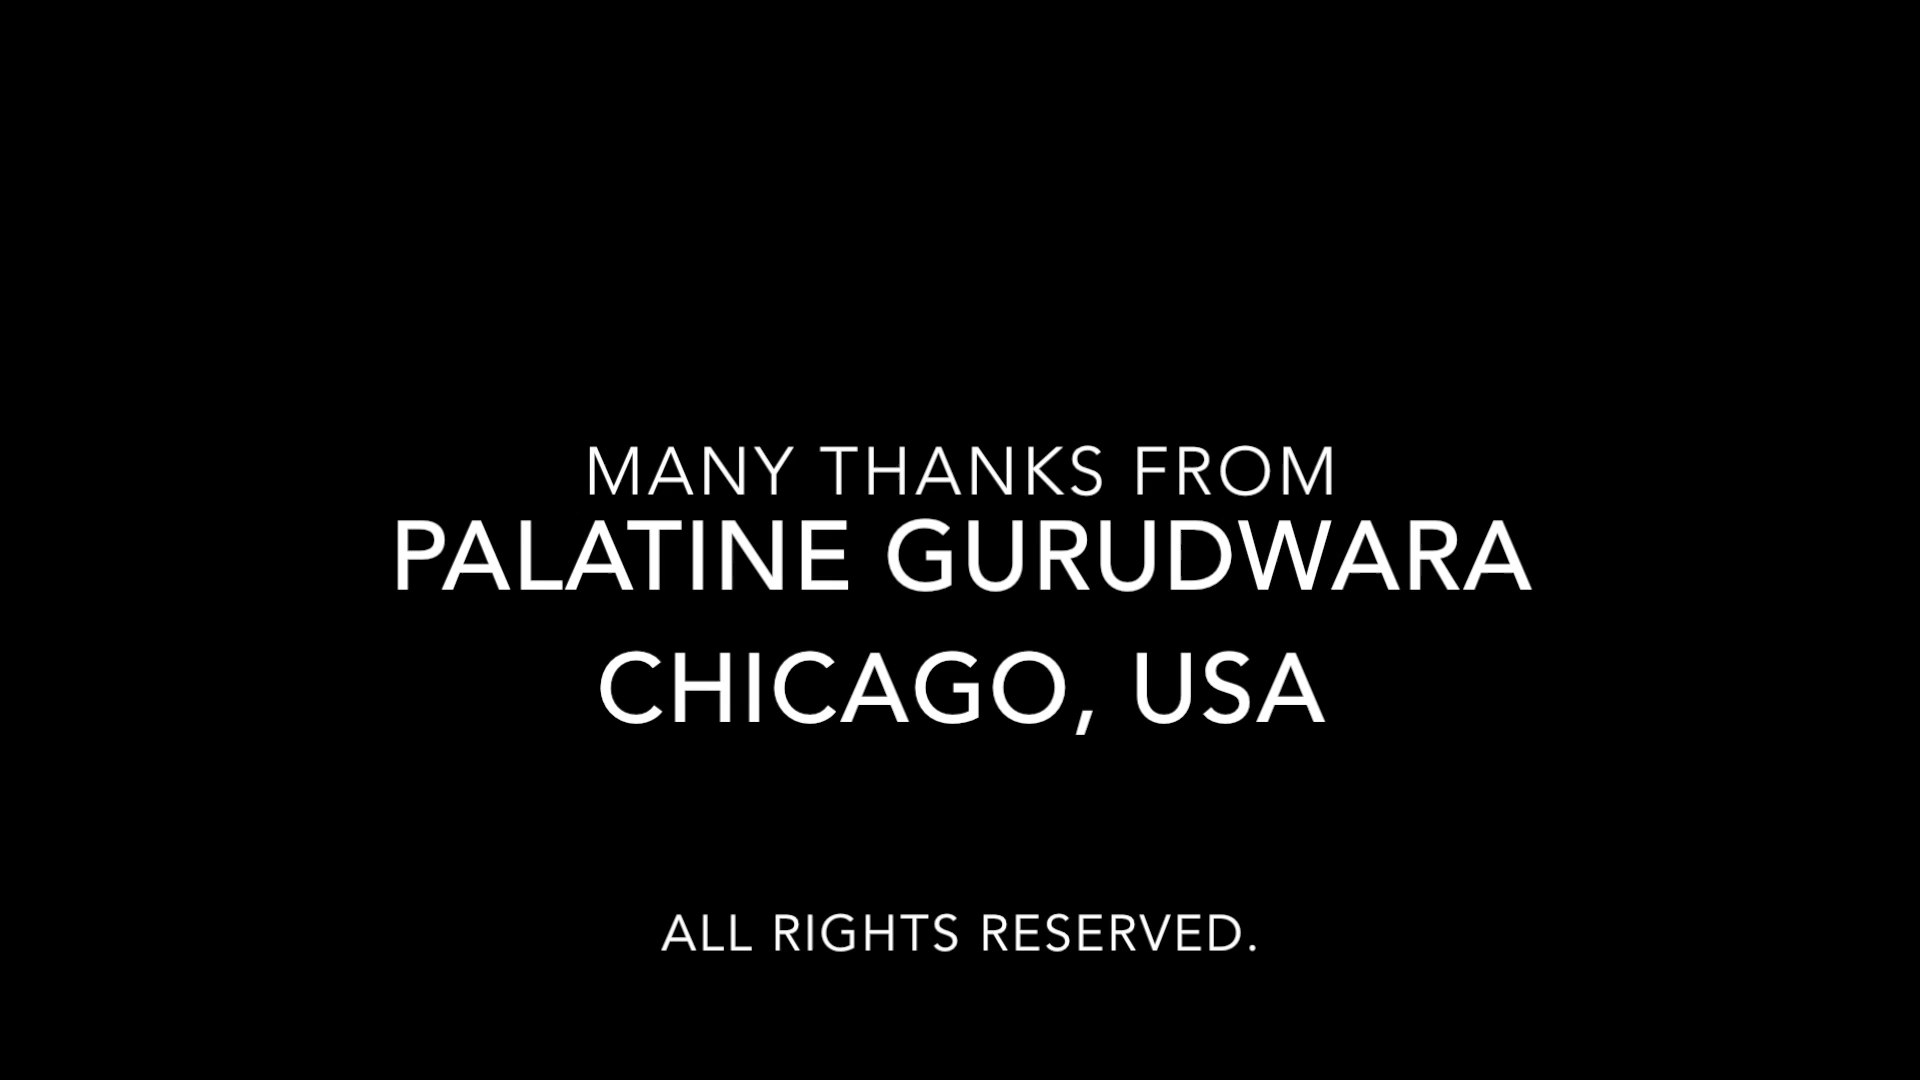 MANY THANKS FROM
PALATINE GURUDWARA
CHICAGO, USA
ALL RIGHTS RESERVED.